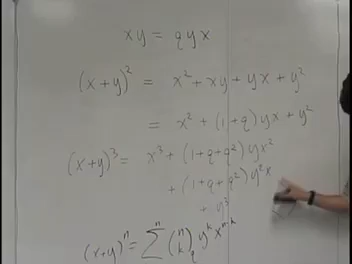 xy = qyx
(x+y)² = x² + xy + yx + y²
= x² + (1+q)yx + y²
(x+y)³ = x³ + (1+q+q²)yx²
+ (1+q+q²)y²x
+ y³
(x+y)ⁿ = Σⁿ (n k)_q yᵏ xⁿ⁻ᵏ